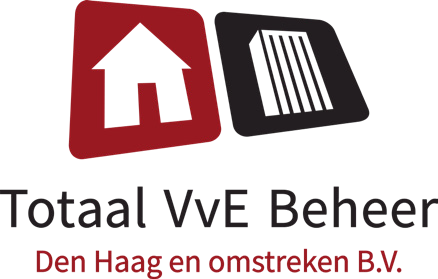 Totaal VvE Beheer
Den Haag en omstreken B.V.